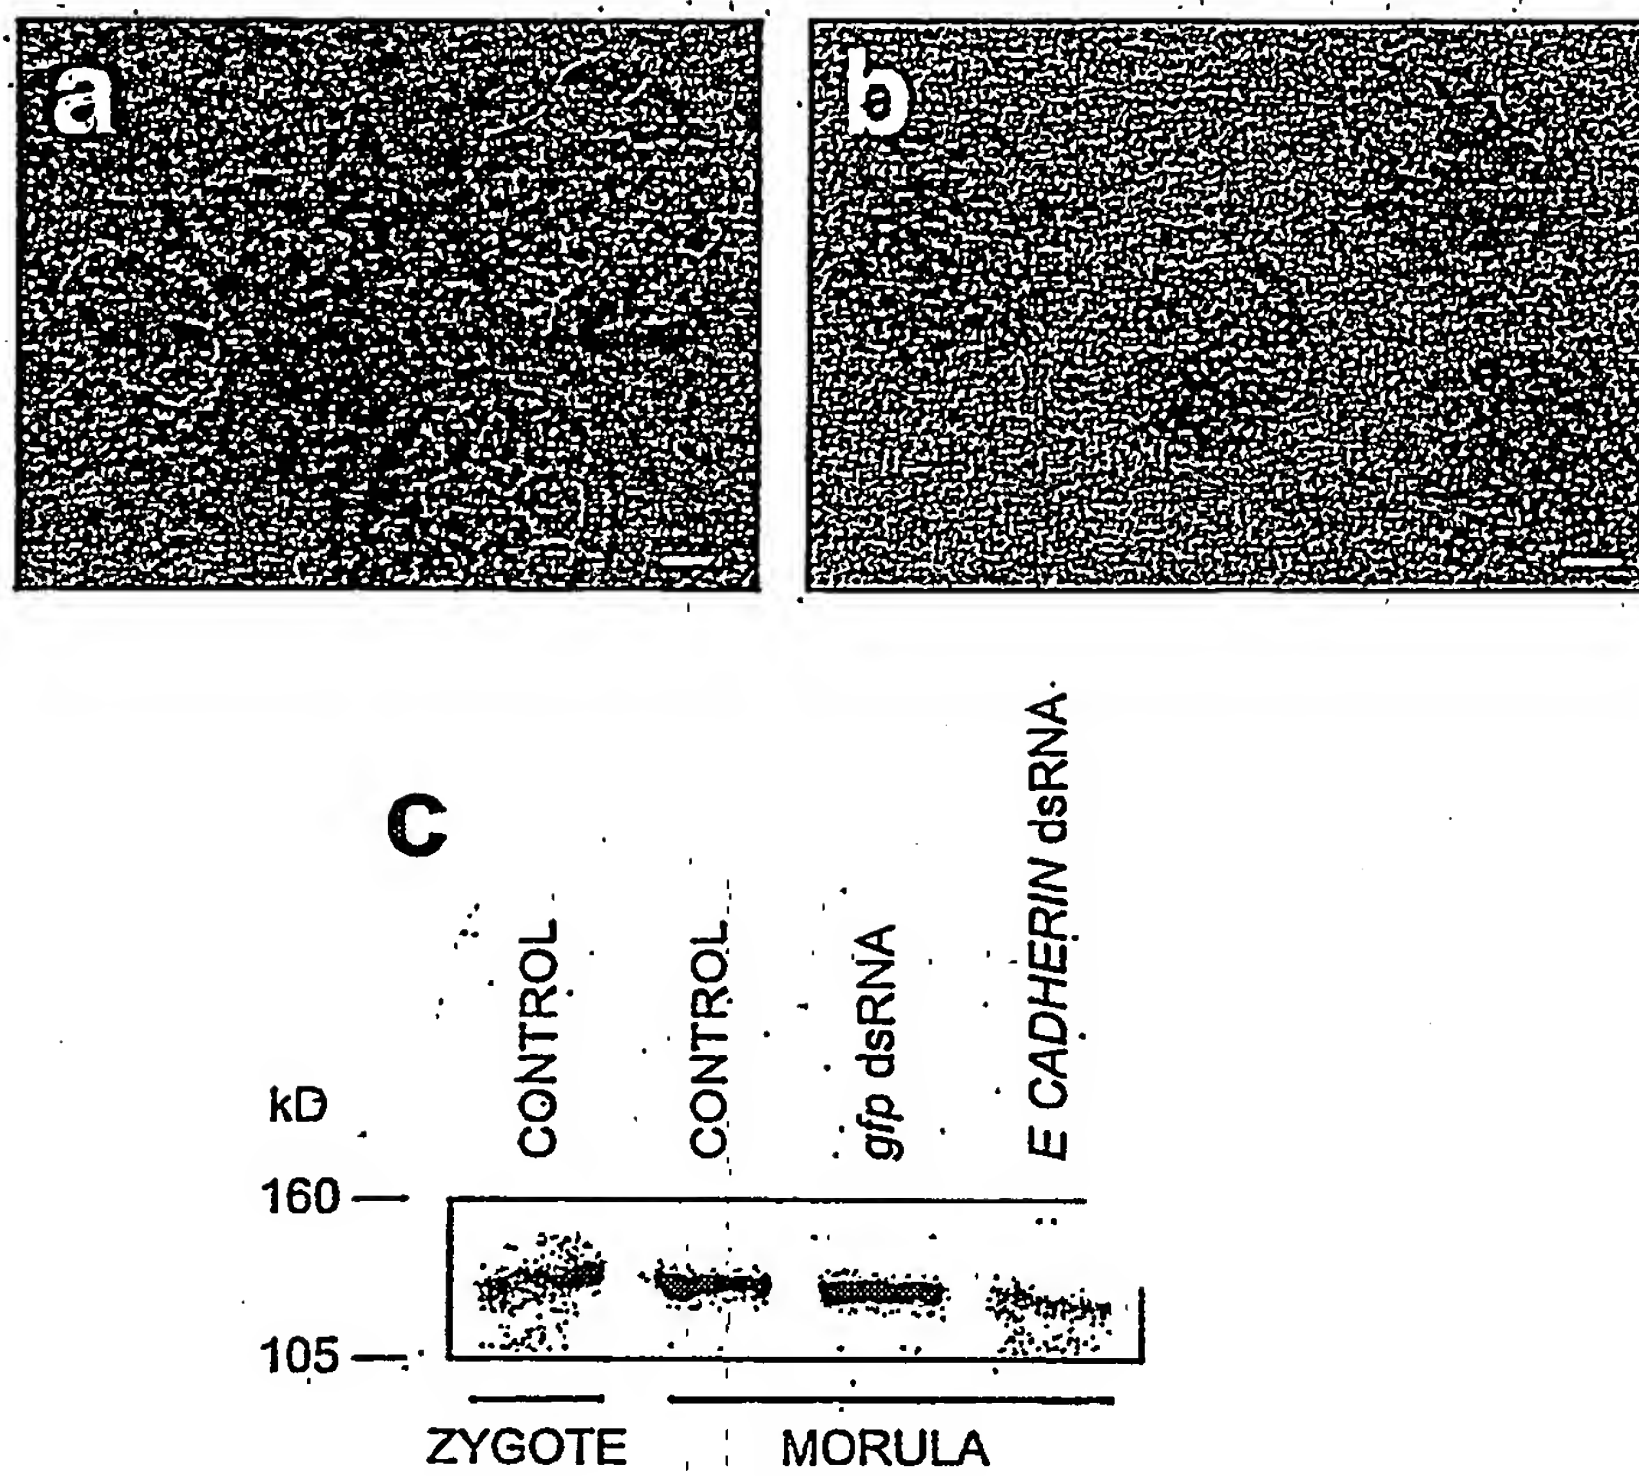 a
b
c
CONTROL
CONTROL
gfp dsRNA
E CADHERIN dsRNA
kD
160
105
ZYGOTE
MORULA